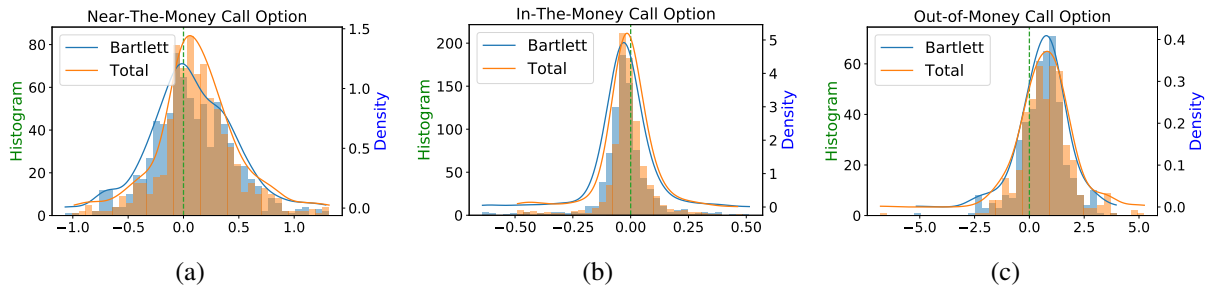 Near-The-Money Call Option
Histogram
80
60
40
20
0
Bartlett
Total
1.5
1.0
0.5
0.0
Density
−1.0 −0.5 0.0 0.5 1.0
(a)
In-The-Money Call Option
Histogram
200
150
100
50
0
Bartlett
Total
5
4
3
2
1
0
Density
−0.50 −0.25 0.00 0.25 0.50
(b)
Out-of-Money Call Option
Histogram
60
40
20
0
Bartlett
Total
0.4
0.3
0.2
0.1
0.0
Density
−5.0 −2.5 0.0 2.5 5.0
(c)